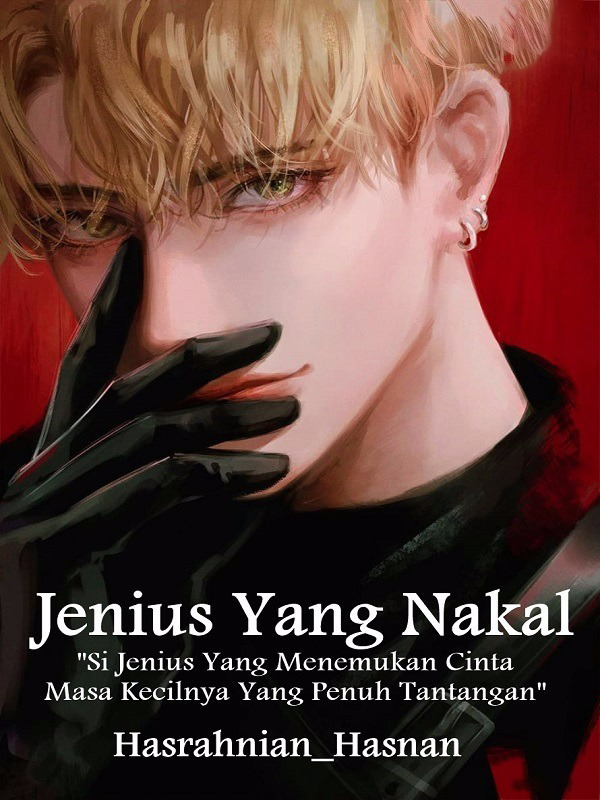 Jenius Yang Nakal
"Si Jenius Yang Menemukan Cinta
Masa Kecilnya Yang Penuh Tantangan"
Hasrahnian_Hasnan